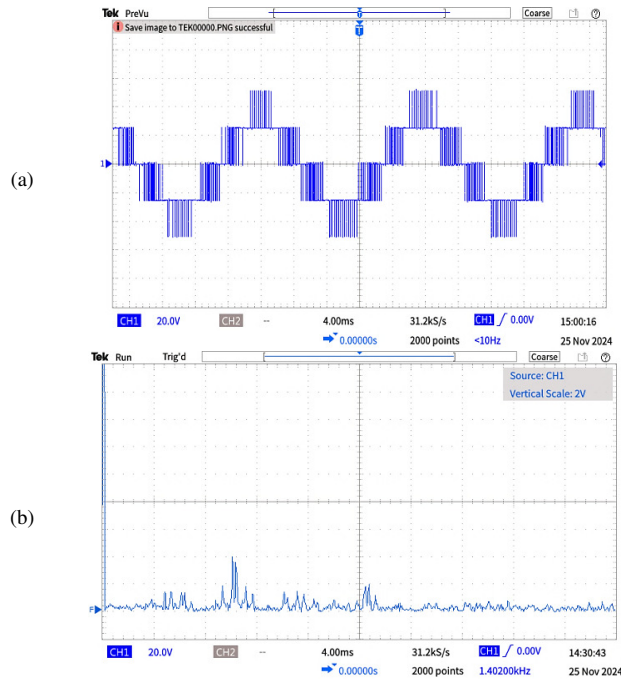 Tek PreVu Coarse
Save image to TEK00000.PNG successful
(a)
1
CH1 20.0V CH2 -- 4.00ms 31.2kS/s CH1 0.00V 15:00:16
0.00000s 2000 points <10Hz 25 Nov 2024
Tek Run Trig'd Coarse
Source: CH1
Vertical Scale: 2V
(b)
F
CH1 20.0V CH2 -- 4.00ms 31.2kS/s CH1 0.00V 14:30:43
0.00000s 2000 points 1.40200kHz 25 Nov 2024